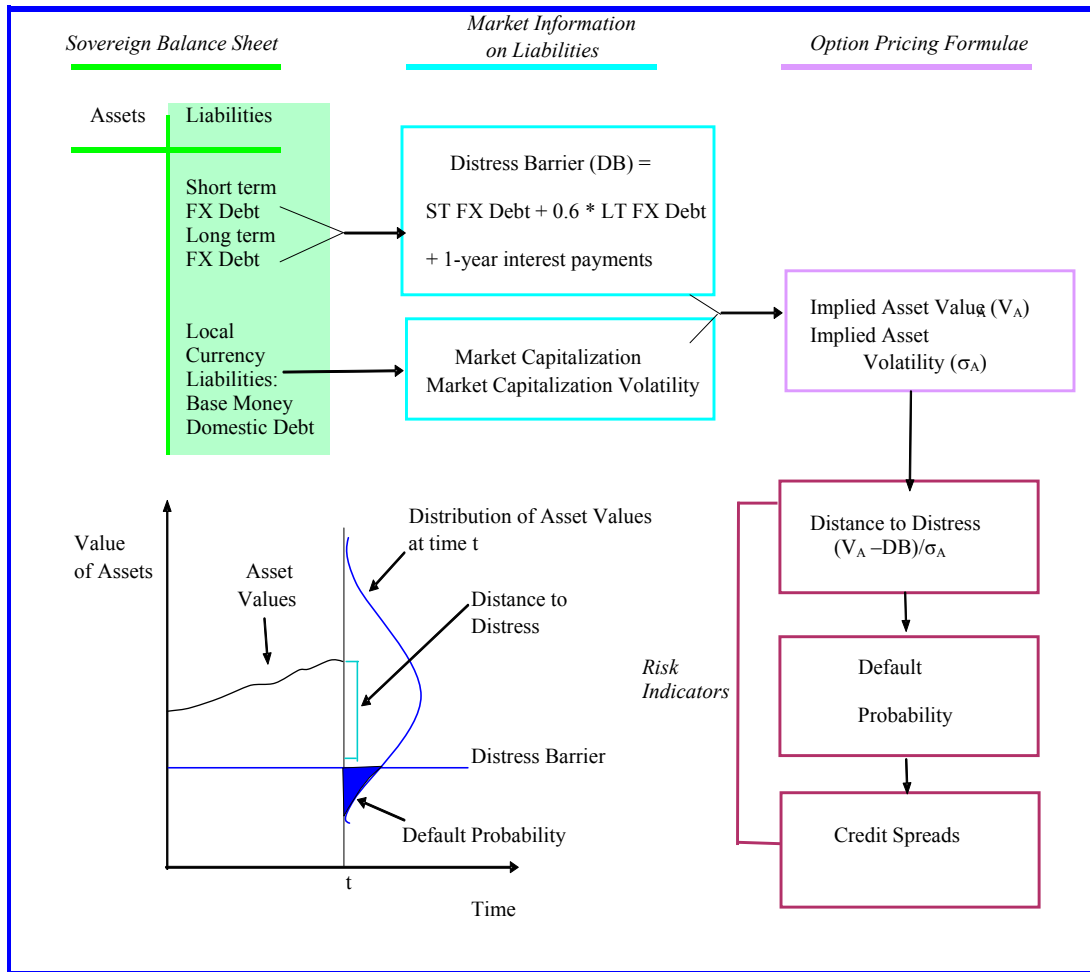 Sovereign Balance Sheet
Market Information
on Liabilities
Option Pricing Formulae
Assets
Liabilities
Short term
FX Debt
Long term
FX Debt
Local
Currency
Liabilities:
Base Money
Domestic Debt
Distress Barrier (DB) =
ST FX Debt + 0.6 * LT FX Debt
+ 1-year interest payments
Market Capitalization
Market Capitalization Volatility
Implied Asset Value (V_A)
Implied Asset
Volatility (σ_A)
Value
of Assets
Asset
Values
Distribution of Asset Values
at time t
Distance to
Distress
Distress Barrier
Default Probability
t
Time
Risk
Indicators
Distance to Distress
(V_A –DB)/σ_A
Default
Probability
Credit Spreads